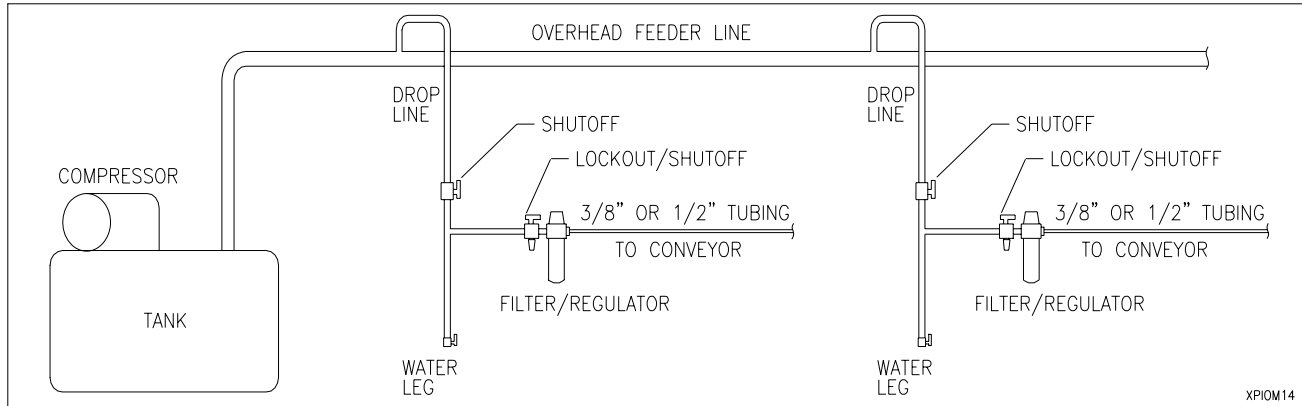 OVERHEAD FEEDER LINE
DROP
LINE
SHUTOFF
LOCKOUT/SHUTOFF
COMPRESSOR
3/8” OR 1/2” TUBING
TO CONVEYOR
FILTER/REGULATOR
TANK
WATER
LEG
DROP
LINE
SHUTOFF
LOCKOUT/SHUTOFF
3/8” OR 1/2” TUBING
TO CONVEYOR
FILTER/REGULATOR
WATER
LEG
XPIOM14